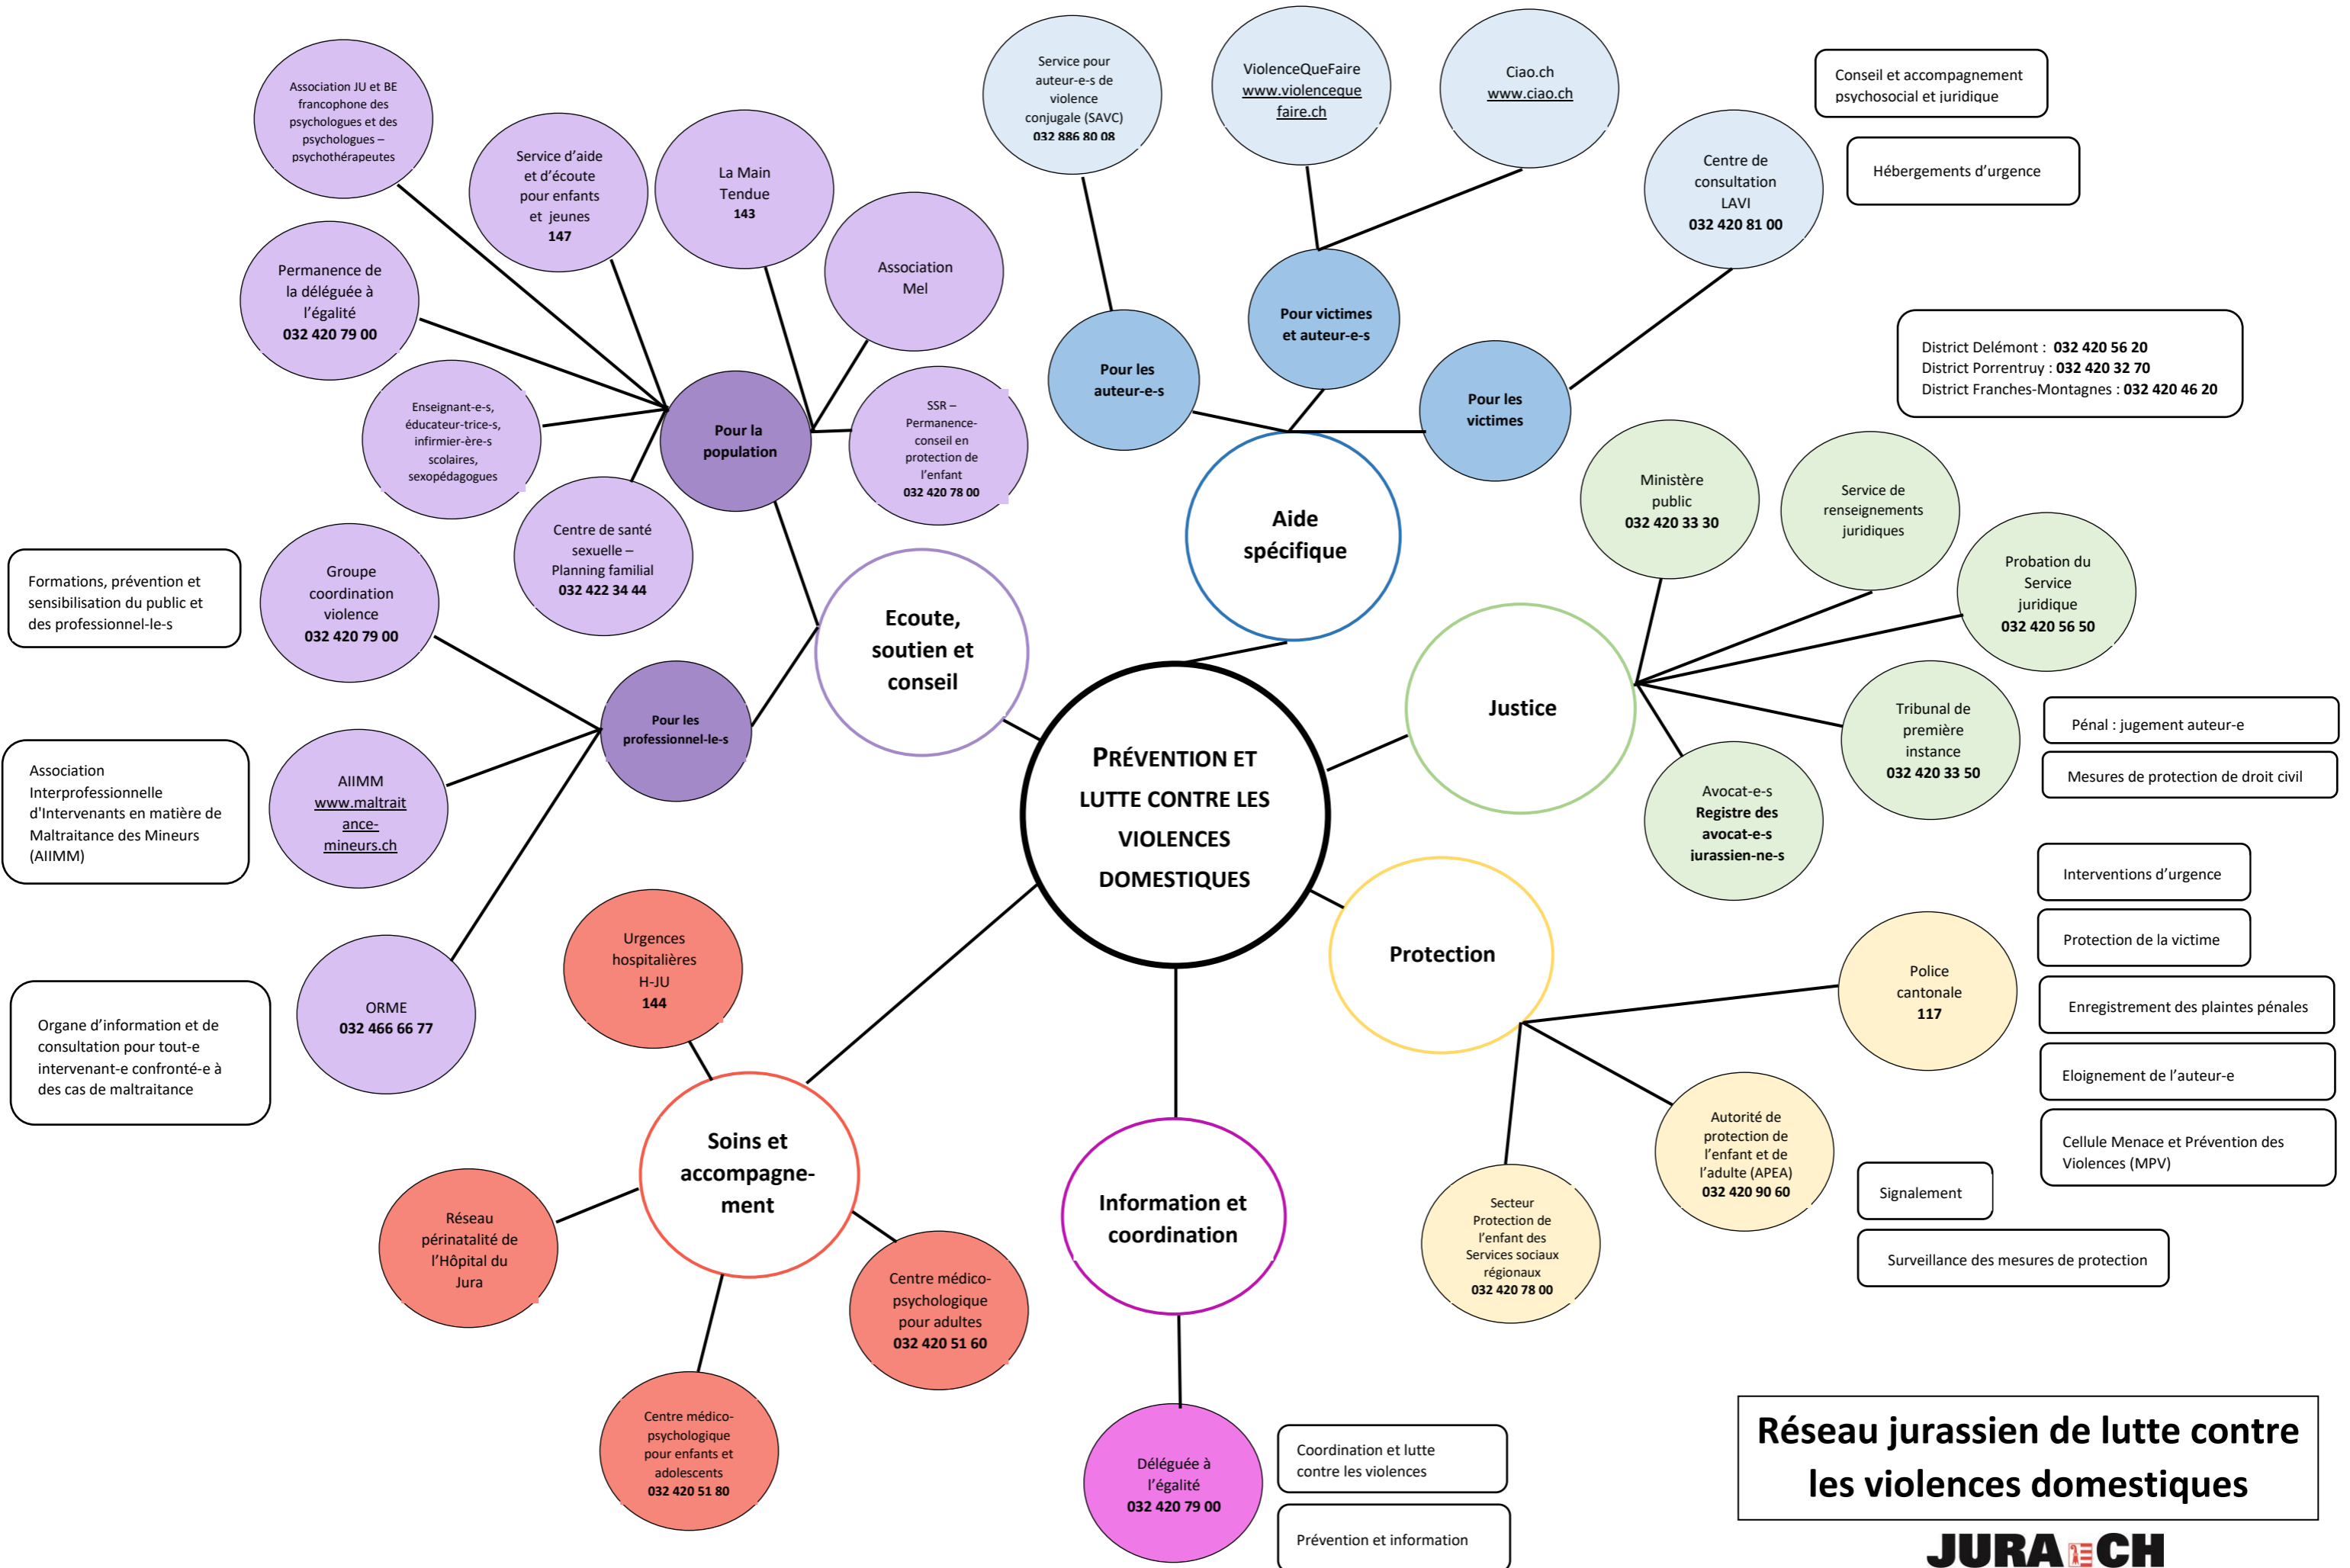 Association JU et BE
francophone des
psychologues et des
psychologues –
psychothérapeutes
Service d'aide
et d'écoute
pour enfants
et jeunes
147
La Main
Tendue
143
Association
Mel
Permanence de
la déléguée à
l'égalité
032 420 79 00
Enseignant-e-s,
éducateur-trice-s,
infirmier-ère-s
scolaires,
sexopédagogues
Centre de santé
sexuelle –
Planning familial
032 422 34 44
SSR –
Permanence-
conseil en
protection de
l'enfant
032 420 78 00
Pour la
population
Service pour
auteur-e-s de
violence
conjugale (SAVC)
032 886 80 08
ViolenceQueFaire
www.violenceque
faire.ch
Ciao.ch
www.ciao.ch
Centre de
consultation
LAVI
032 420 81 00
Conseil et accompagnement
psychosocial et juridique
Hébergements d'urgence
Pour les
auteur-e-s
Pour victimes
et auteur-e-s
Pour les
victimes
Aide
spécifique
District Delémont : 032 420 56 20
District Porrentruy : 032 420 32 70
District Franches-Montagnes : 032 420 46 20
Ministère
public
032 420 33 30
Service de
renseignements
juridiques
Probation du
Service
juridique
032 420 56 50
Tribunal de
première
instance
032 420 33 50
Pénal : jugement auteur-e
Mesures de protection de droit civil
Avocat-e-s
Registre des
avocat-e-s
jurassien-ne-s
Justice
Formations, prévention et
sensibilisation du public et
des professionnel-le-s
Groupe
coordination
violence
032 420 79 00
Ecoute,
soutien et
conseil
Pour les
professionnel-le-s
Association
Interprofessionnelle
d'Intervenants en matière de
Maltraitance des Mineurs
(AIIMM)
AIIMM
www.maltrait
ance-
mineurs.ch
Organe d'information et de
consultation pour tout-e
intervenant-e confronté-e à
des cas de maltraitance
ORME
032 466 66 77
PRÉVENTION ET
LUTTE CONTRE LES
VIOLENCES
DOMESTIQUES
Protection
Interventions d'urgence
Protection de la victime
Police
cantonale
117
Enregistrement des plaintes pénales
Eloignement de l'auteur-e
Cellule Menace et Prévention des
Violences (MPV)
Autorité de
protection de
l'enfant et de
l'adulte (APEA)
032 420 90 60
Signalement
Surveillance des mesures de protection
Secteur
Protection de
l'enfant des
Services sociaux
régionaux
032 420 78 00
Urgences
hospitalières
H-JU
144
Soins et
accompagne-
ment
Réseau
périnatalité de
l'Hôpital du
Jura
Centre médico-
psychologique
pour adultes
032 420 51 60
Centre médico-
psychologique
pour enfants et
adolescents
032 420 51 80
Information et
coordination
Déléguée à
l'égalité
032 420 79 00
Coordination et lutte
contre les violences
Prévention et information
Réseau jurassien de lutte contre
les violences domestiques
JURA CH